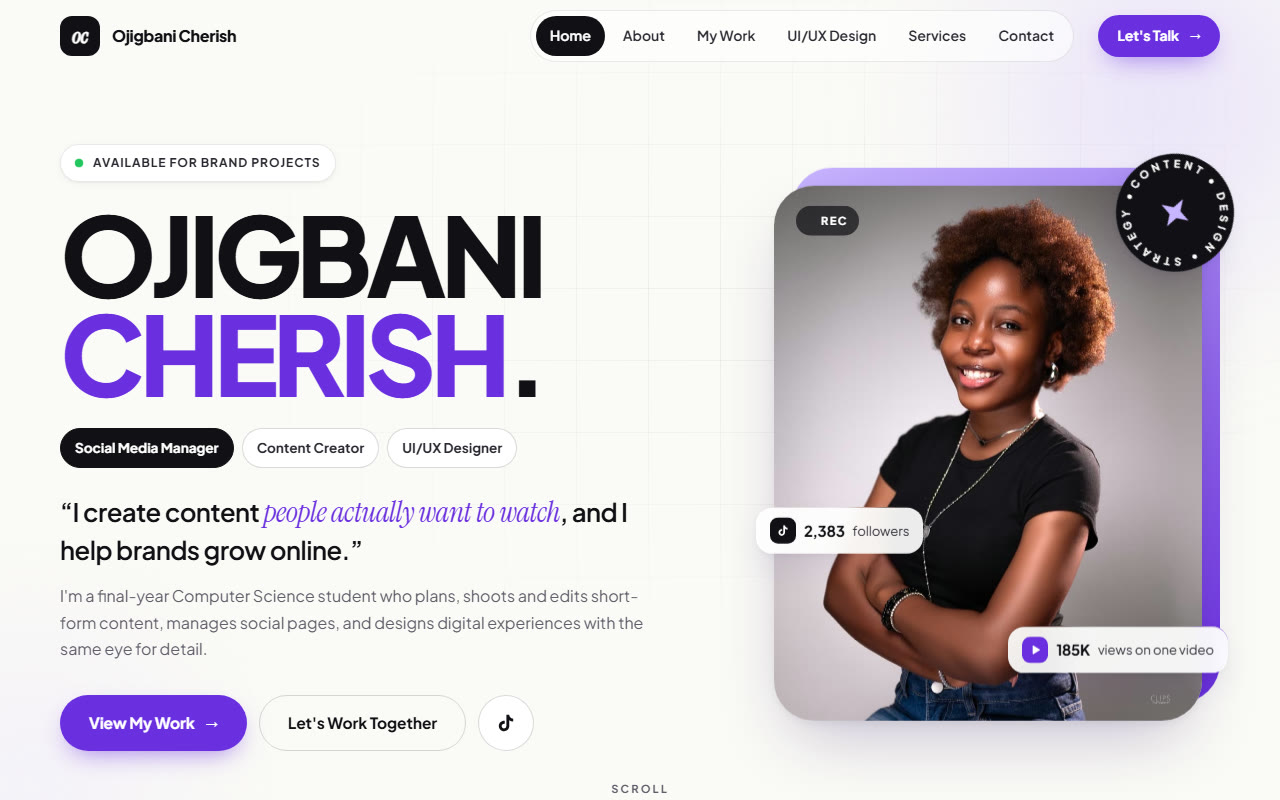 OC
Ojigbani Cherish
Home
About
My Work
UI/UX Design
Services
Contact
Let's Talk →
AVAILABLE FOR BRAND PROJECTS
OJIGBANI
CHERISH.
Social Media Manager
Content Creator
UI/UX Designer
“I create content people actually want to watch, and I
help brands grow online.”
I'm a final-year Computer Science student who plans, shoots and edits short-
form content, manages social pages, and designs digital experiences with the
same eye for detail.
View My Work →
Let's Work Together
REC
CONTENT • DESIGN • STRATEGY •
2,383 followers
185K views on one video
CLIPS
SCROLL